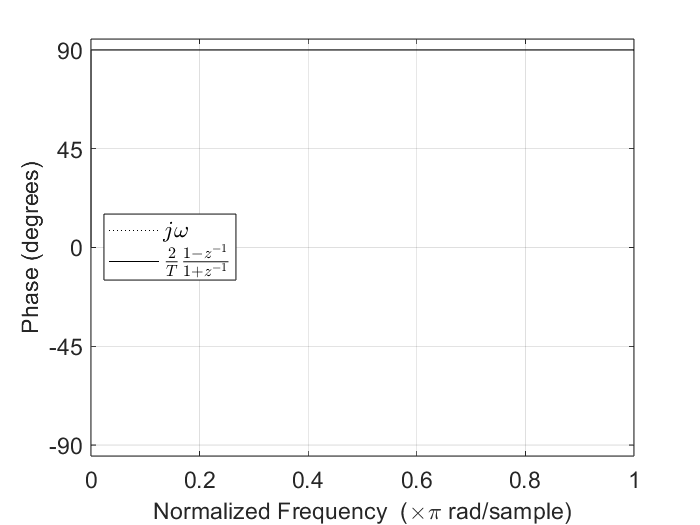 90
45
0
-45
-90
Phase (degrees)
jω
2/T 1−z⁻¹/1+z⁻¹
0 0.2 0.4 0.6 0.8 1
Normalized Frequency (×π rad/sample)